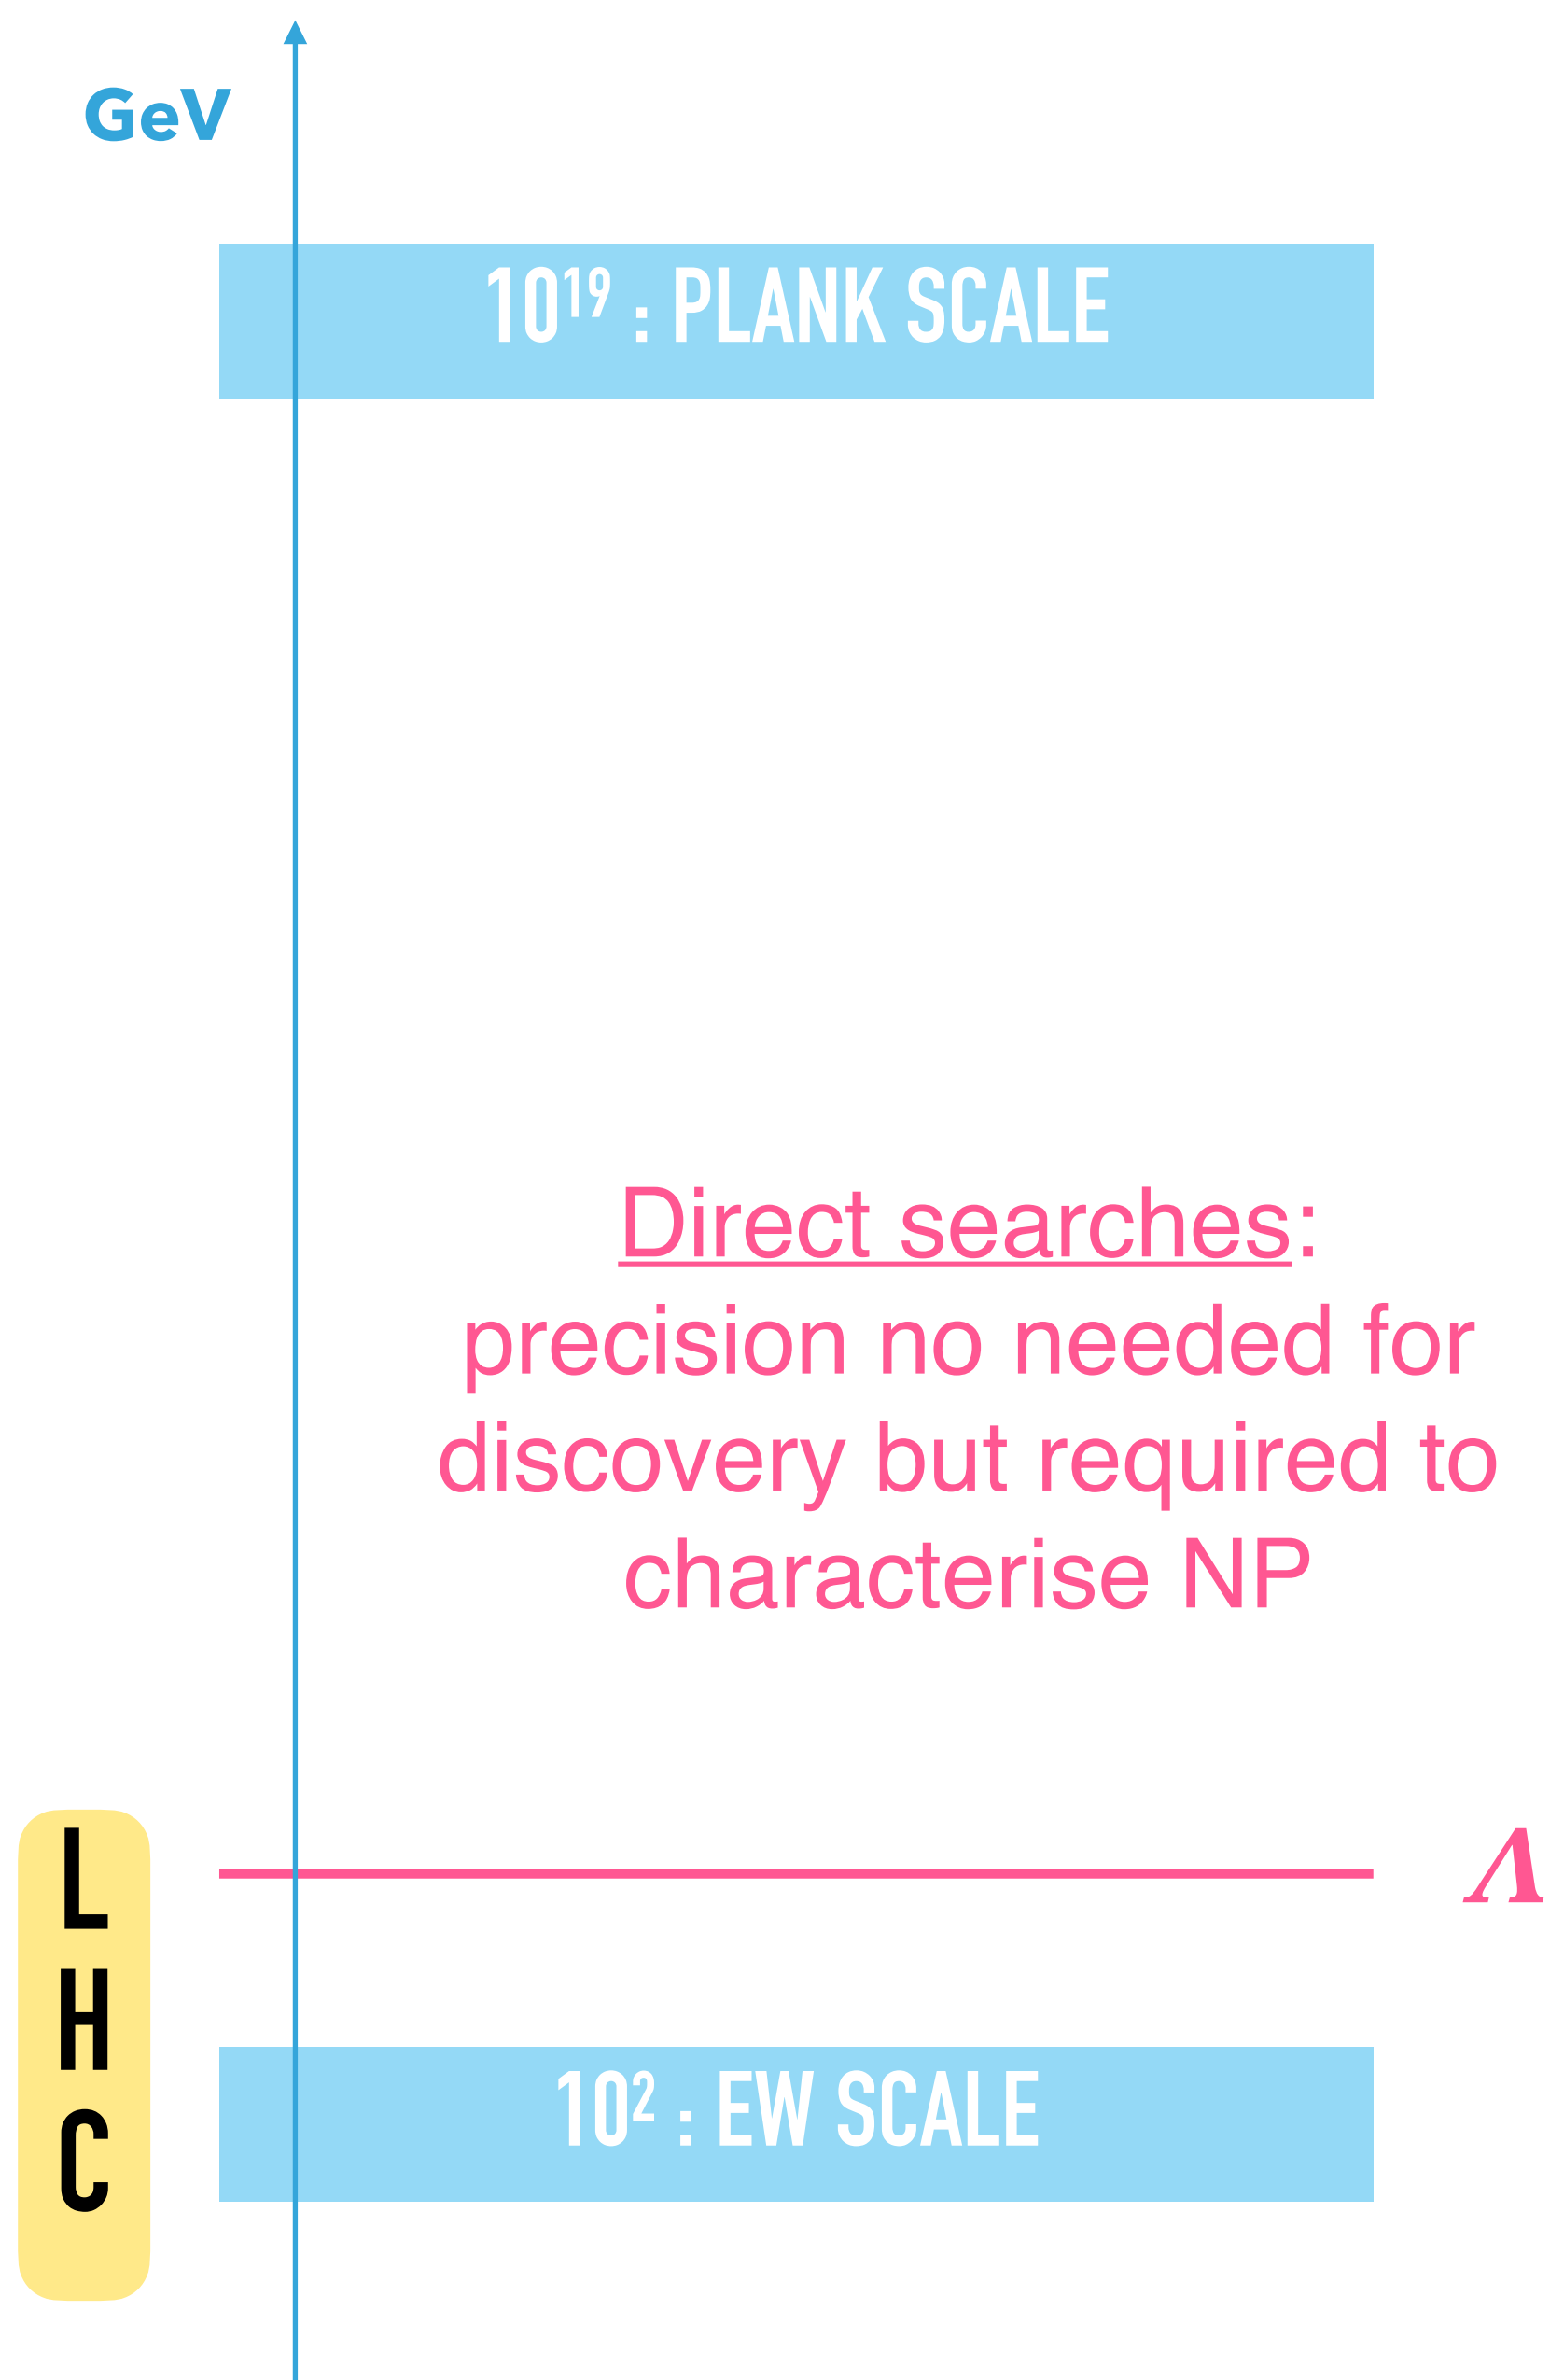 GeV
10¹⁹ : PLANK SCALE
Direct searches:
precision no needed for
discovery but required to
characterise NP
Λ
L
H
C
10² : EW SCALE